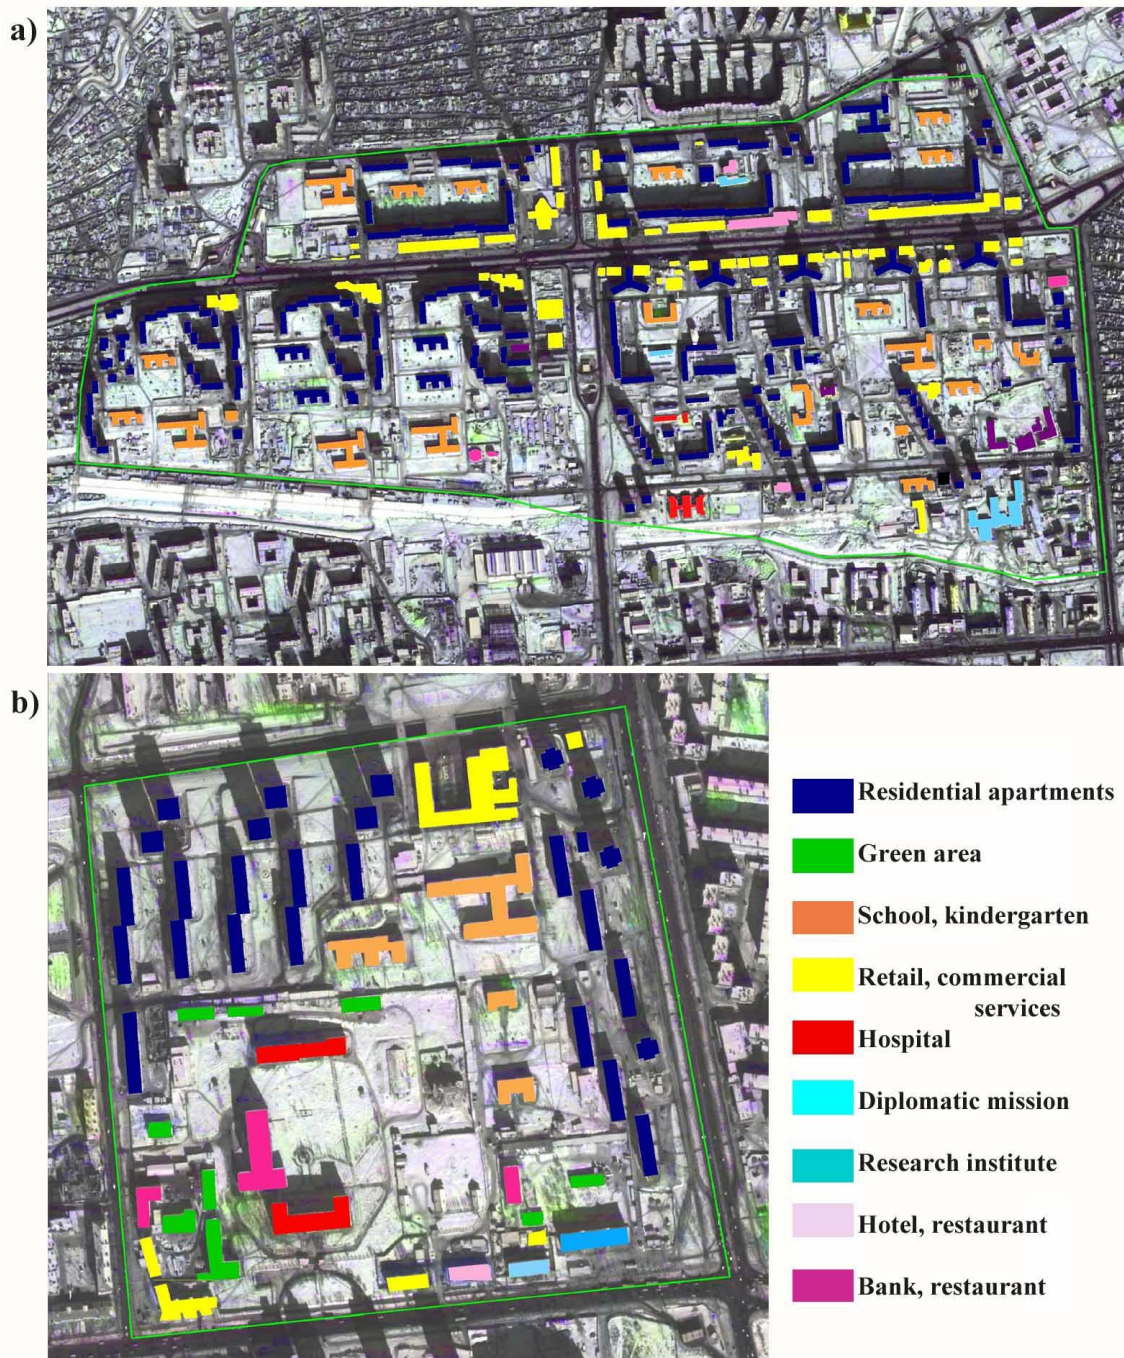 a)
b)
Residential apartments
Green area
School, kindergarten
Retail, commercial
services
Hospital
Diplomatic mission
Research institute
Hotel, restaurant
Bank, restaurant